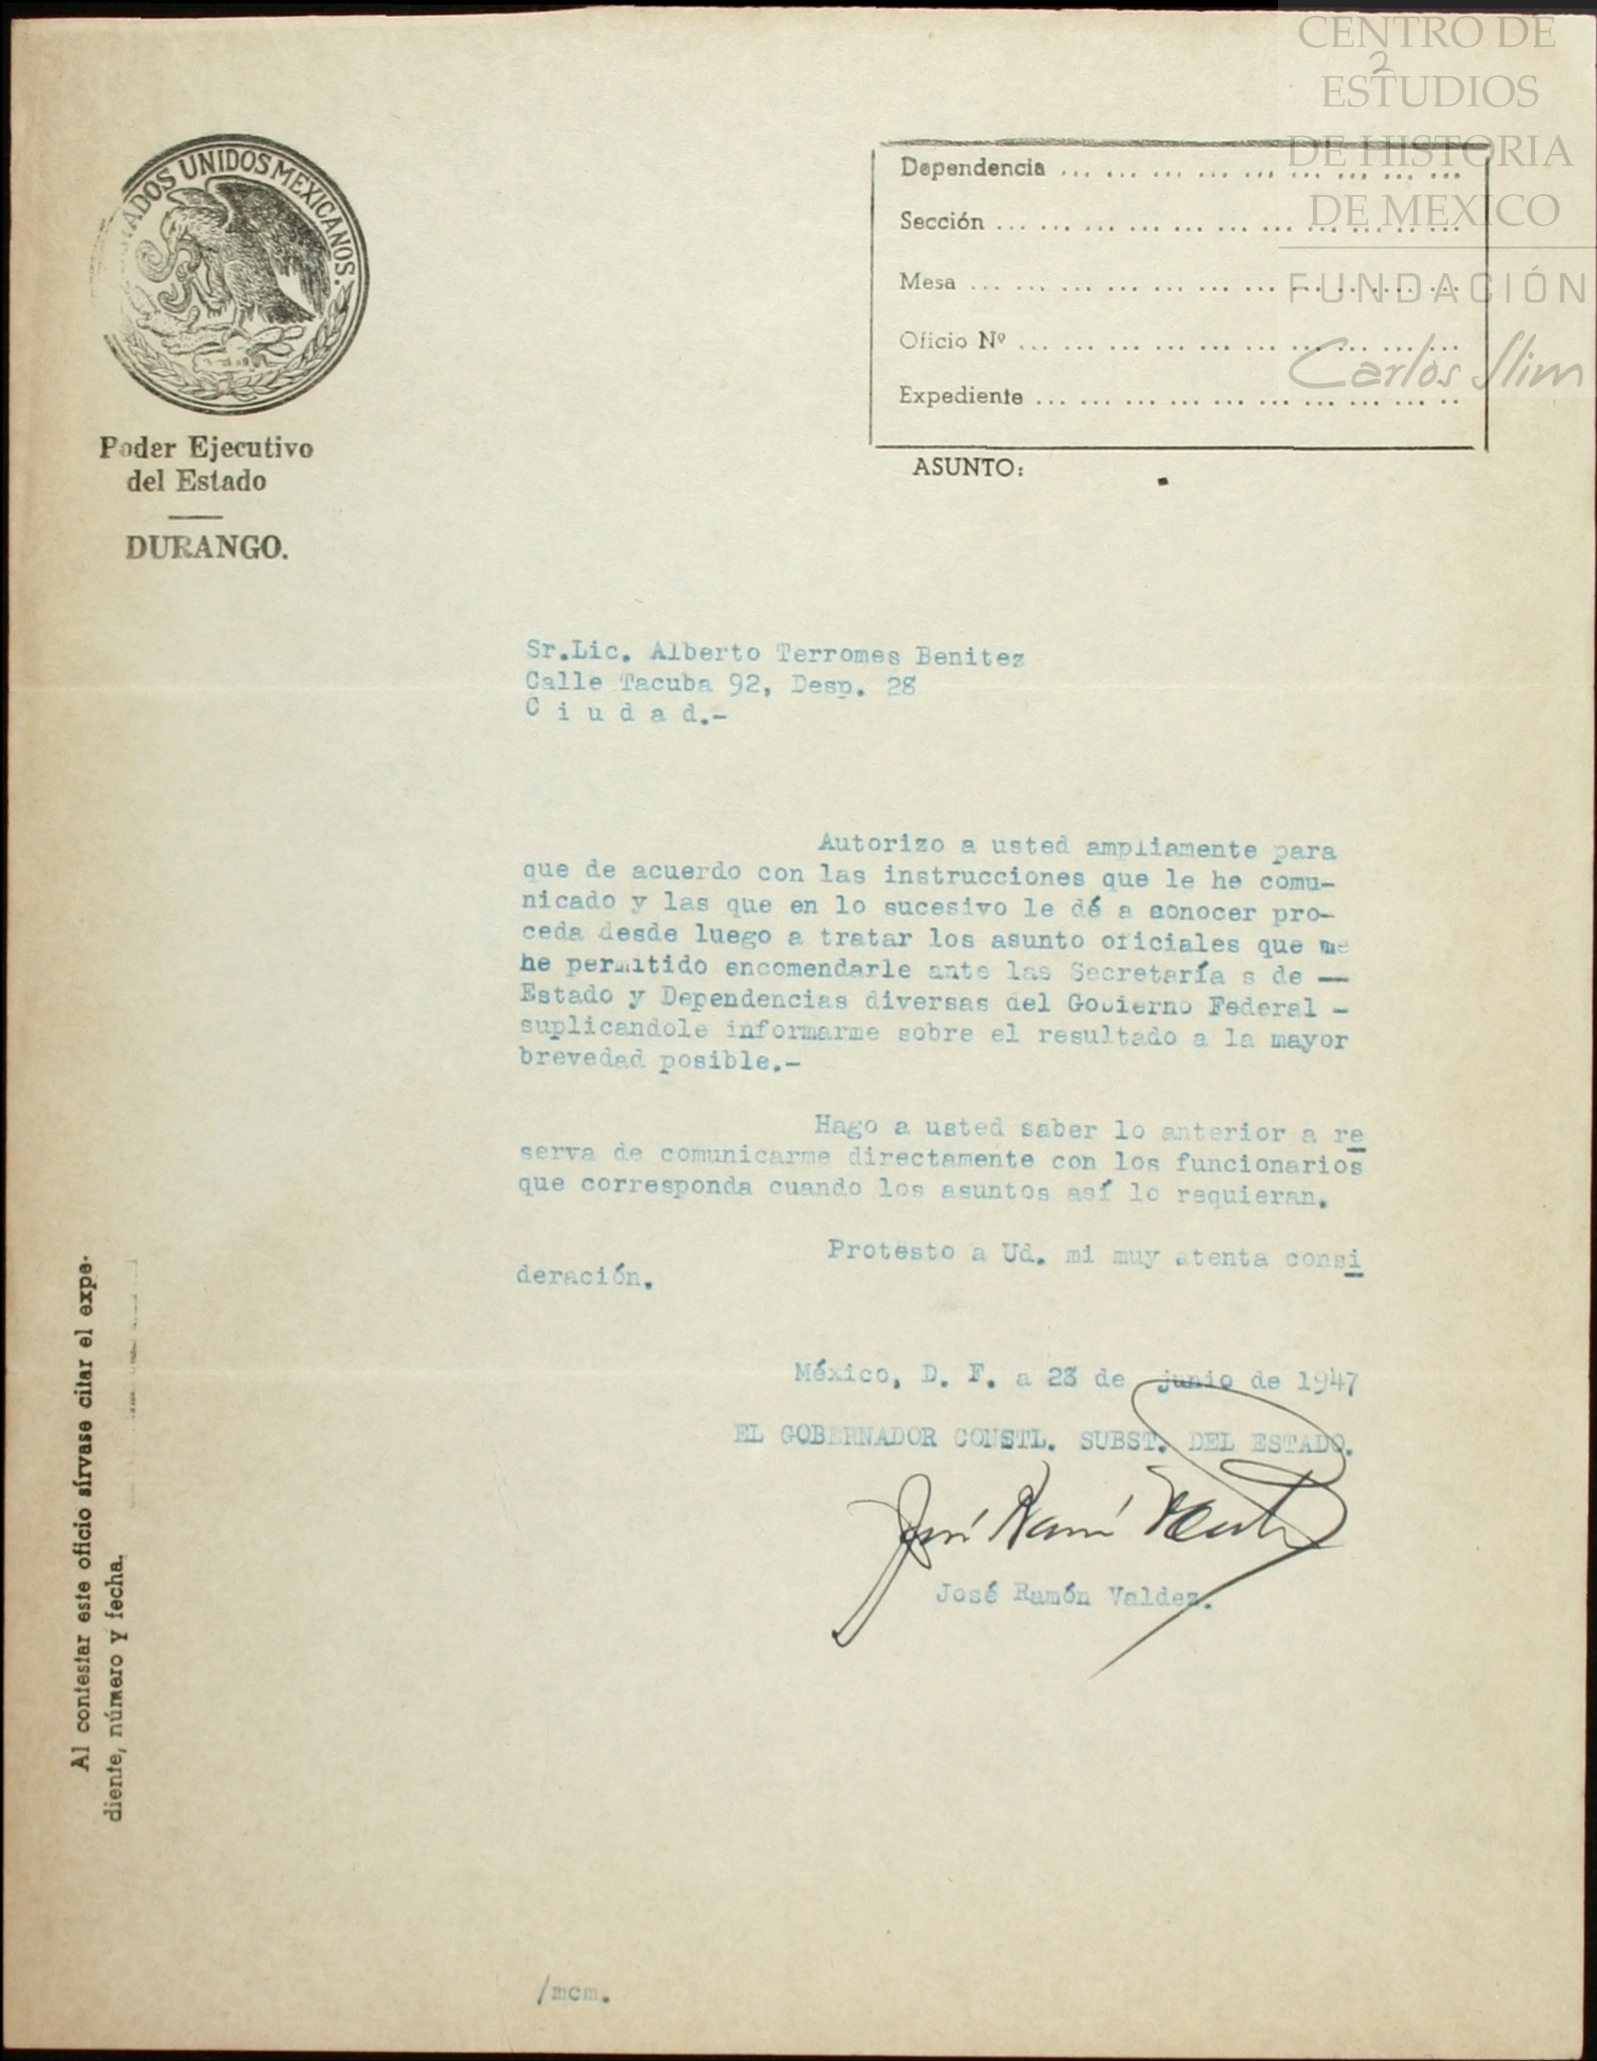 CENTRO DE
2
ESTUDIOS
DE HISTORIA
DE MEXICO
FUNDACIÓN
Carlos Slim
ESTADOS UNIDOS MEXICANOS.
Poder Ejecutivo
del Estado
DURANGO.
Dependencia
Sección
Mesa
Oficio Nº
Expediente
ASUNTO:
Sr.Lic. Alberto Terromes Benitez
Calle Tacuba 92, Desp. 28
C i u d a d.-
Autorizo a usted ampliamente para
que de acuerdo con las instrucciones que le he comu-
nicado y las que en lo sucesivo le dé a conocer pro-
ceda desde luego a tratar los asunto oficiales que me
he permitido encomendarle ante las Secretaría s de --
Estado y Dependencias diversas del Gobierno Federal -
suplicandole informarme sobre el resultado a la mayor
brevedad posible.-
Hago a usted saber lo anterior a re
serva de comunicarme directamente con los funcionarios
que corresponda cuando los asuntos así lo requieran.
Protesto a Ud. mi muy atenta consi
deración.
México, D. F. a 23 de junio de 1947
EL GOBERNADOR CONSTL. SUBST. DEL ESTADO.
José Ramón Valdez
José Ramón Valdez.
Al contestar este oficio sírvase citar el expe-
diente, número y fecha.
/mcm.